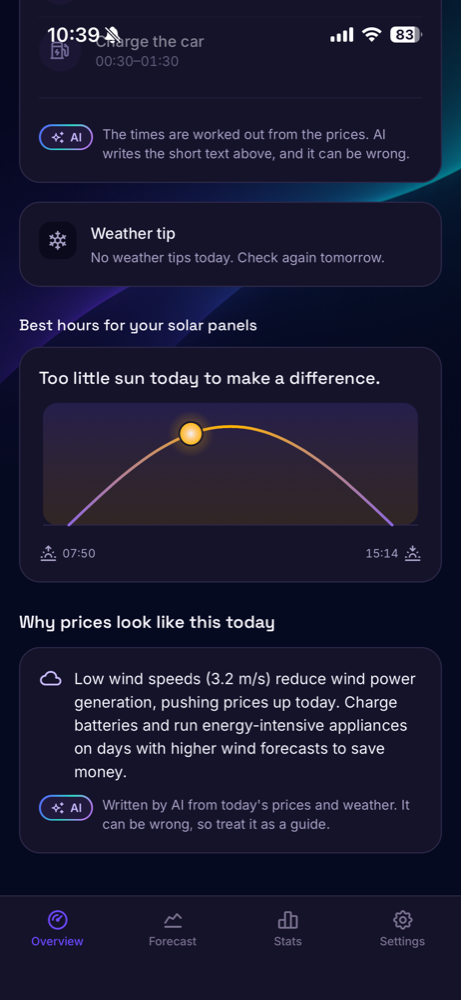 10:39
83
Charge the car
00:30–01:30
AI
The times are worked out from the prices. AI
writes the short text above, and it can be wrong.
Weather tip
No weather tips today. Check again tomorrow.
Best hours for your solar panels
Too little sun today to make a difference.
07:50
15:14
Why prices look like this today
Low wind speeds (3.2 m/s) reduce wind power
generation, pushing prices up today. Charge
batteries and run energy-intensive appliances
on days with higher wind forecasts to save
money.
AI
Written by AI from today's prices and weather. It
can be wrong, so treat it as a guide.
Overview
Forecast
Stats
Settings